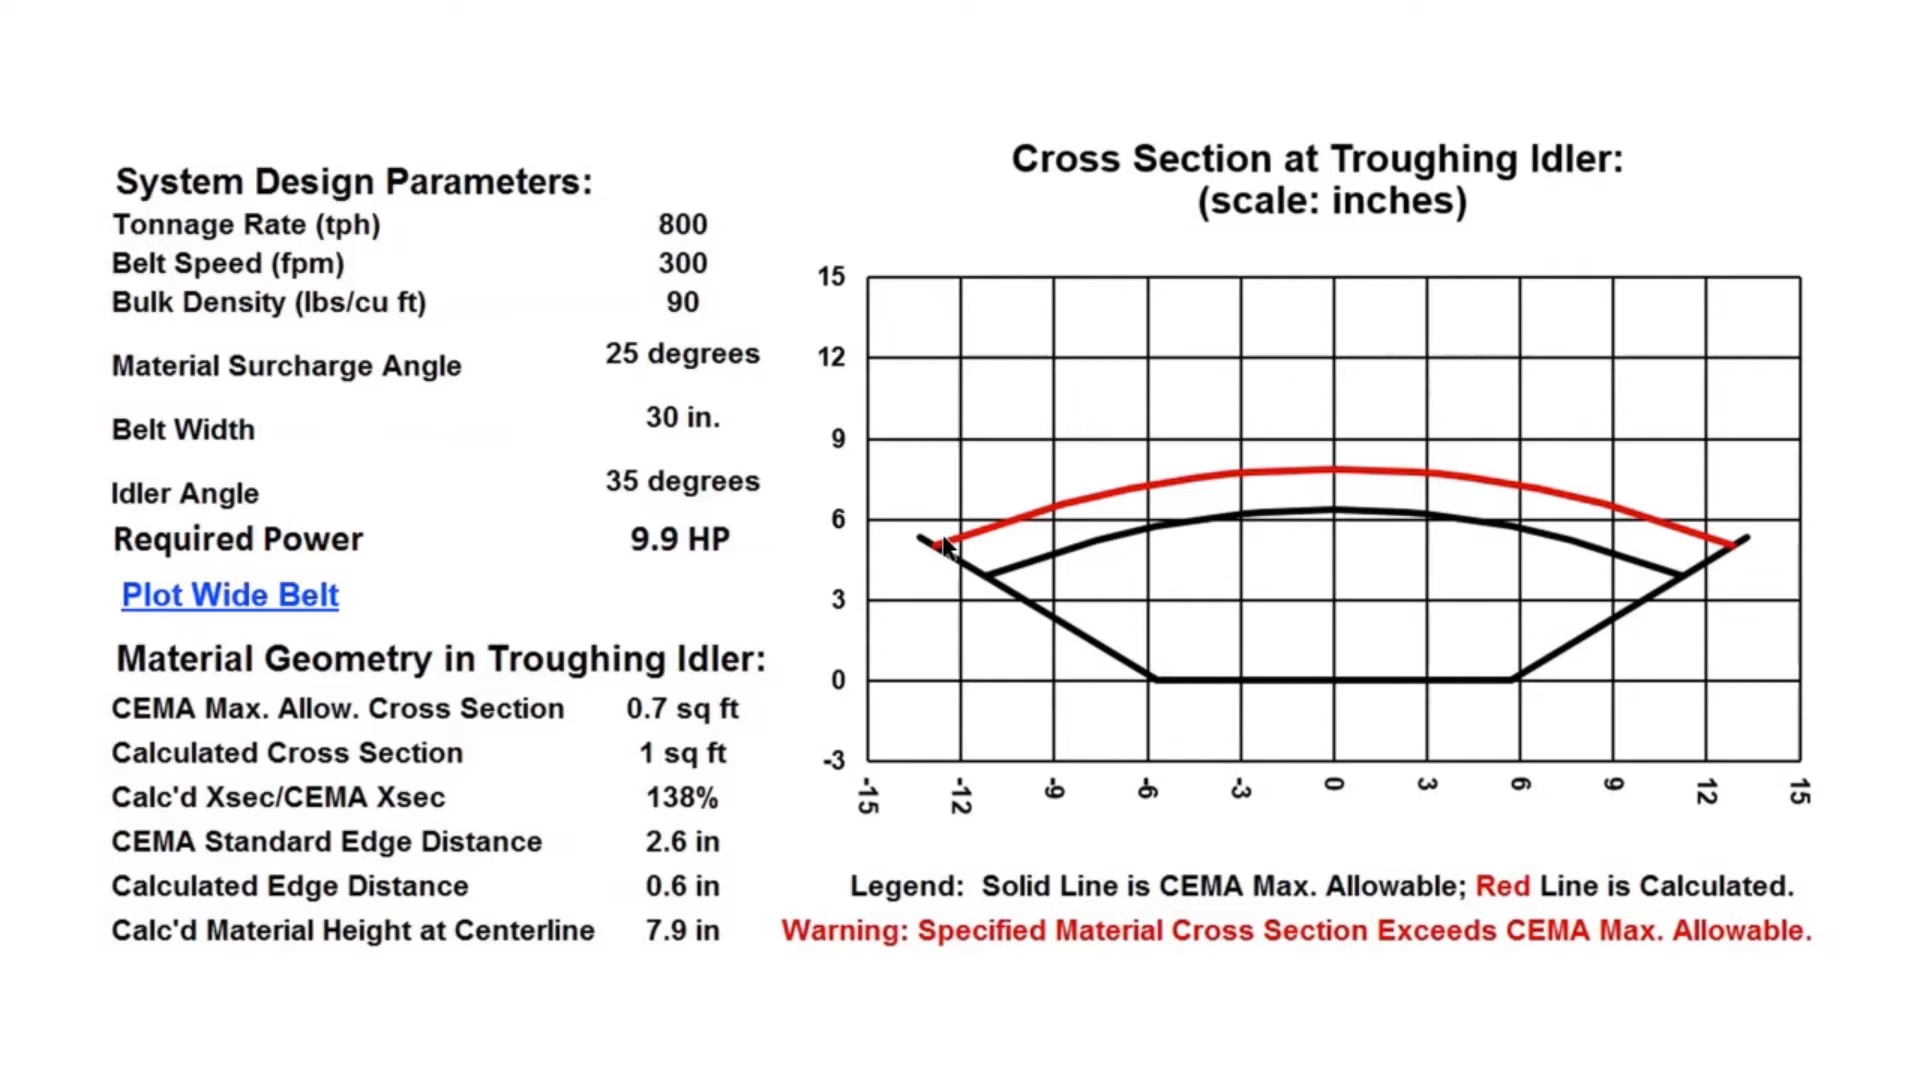 System Design Parameters:
Tonnage Rate (tph) 800
Belt Speed (fpm) 300
Bulk Density (lbs/cu ft) 90
Material Surcharge Angle 25 degrees
Belt Width 30 in.
Idler Angle 35 degrees
Required Power 9.9 HP
Plot Wide Belt
Material Geometry in Troughing Idler:
CEMA Max. Allow. Cross Section 0.7 sq ft
Calculated Cross Section 1 sq ft
Calc'd Xsec/CEMA Xsec 138%
CEMA Standard Edge Distance 2.6 in
Calculated Edge Distance 0.6 in
Calc'd Material Height at Centerline 7.9 in
Cross Section at Troughing Idler:
(scale: inches)
15
12
9
6
3
0
-3
-15 -12 -9 -6 -3 0 3 6 9 12 15
Legend: Solid Line is CEMA Max. Allowable; Red Line is Calculated.
Warning: Specified Material Cross Section Exceeds CEMA Max. Allowable.